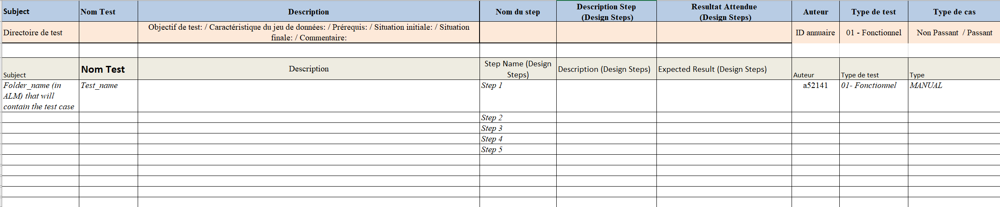 Subject
Nom Test
Description
Nom du step
Description Step
(Design Steps)
Resultat Attendue
(Design Steps)
Auteur
Type de test
Type de cas
Directoire de test
Objectif de test: / Caractéristique du jeu de données: / Prérequis: / Situation initiale: / Situation
finale: / Commentaire:
ID annuaire
01 - Fonctionnel
Non Passant / Passant
Subject
Nom Test
Description
Step Name (Design
Steps)
Description (Design Steps)
Expected Result (Design Steps)
Auteur
Type de test
Type
Folder_name (in
ALM) that will
contain the test case
Test_name
Step 1
a52141
01- Fonctionnel
MANUAL
Step 2
Step 3
Step 4
Step 5